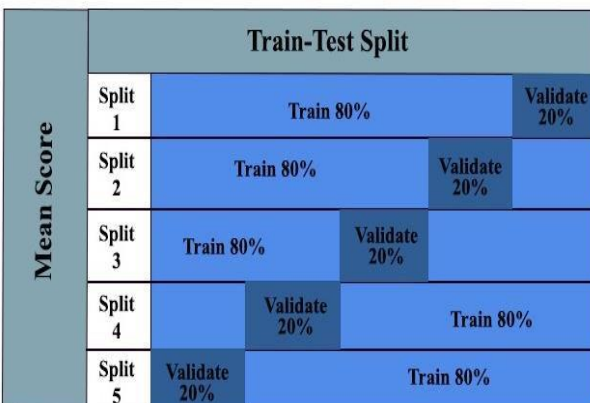 Mean Score
Train-Test Split
Split
1
Train 80%
Validate
20%
Split
2
Train 80%
Validate
20%
Split
3
Train 80%
Validate
20%
Split
4
Validate
20%
Train 80%
Split
5
Validate
20%
Train 80%